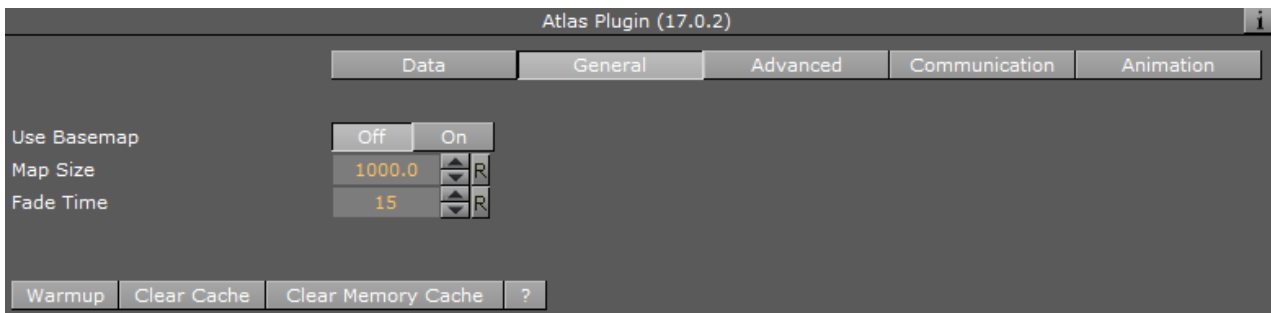 Atlas Plugin (17.0.2) i
Data General Advanced Communication Animation
Use Basemap Off On
Map Size 1000.0 R
Fade Time 15 R
Warmup Clear Cache Clear Memory Cache ?